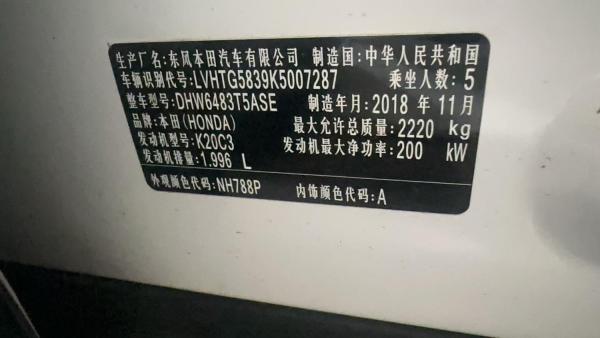 生产厂名:东风本田汽车有限公司 制造国:中华人民共和国
车辆识别代号:LVHTG5839K5007287 乘坐人数:5
整车型号:DHW6483T5ASE 制造年月:2018 年 11月
品牌:本田(HONDA) 最大允许总质量:2220 kg
发动机型号:K20C3 发动机最大净功率:200 kW
发动机排量:1.996 L
外观颜色代码:NH788P 内饰颜色代码:A